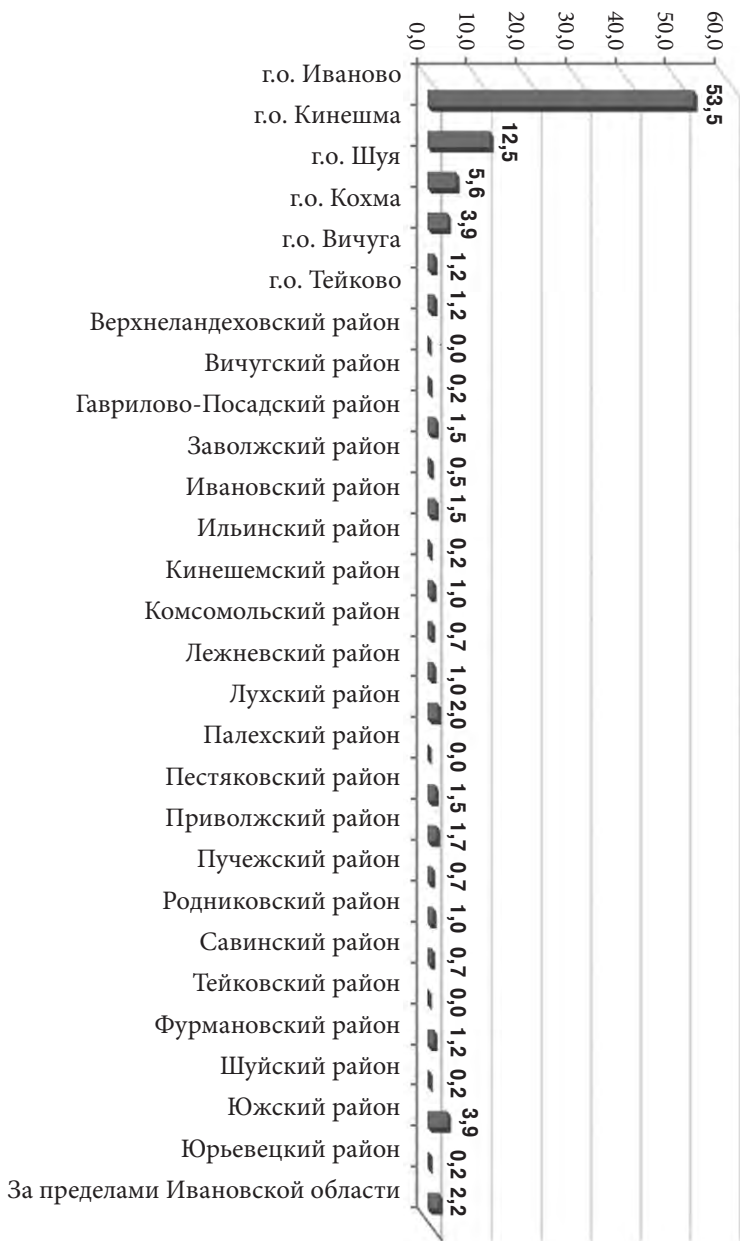 0,0
10,0
20,0
30,0
40,0
50,0
60,0
г.о. Иваново
53,5
г.о. Кинешма
12,5
г.о. Шуя
5,6
г.о. Кохма
3,9
г.о. Вичуга
1,2
г.о. Тейково
1,2
Верхнеландеховский район
0,0
Вичугский район
0,2
Гаврилово-Посадский район
1,5
Заволжский район
0,5
Ивановский район
1,5
Ильинский район
0,2
Кинешемский район
1,0
Комсомольский район
0,7
Лежневский район
1,0
Лухский район
2,0
Палехский район
0,0
Пестяковский район
1,5
Приволжский район
1,7
Пучежский район
0,7
Родниковский район
1,0
Савинский район
0,7
Тейковский район
0,0
Фурмановский район
1,2
Шуйский район
0,2
Южский район
3,9
Юрьевецкий район
0,2
За пределами Ивановской области
2,2